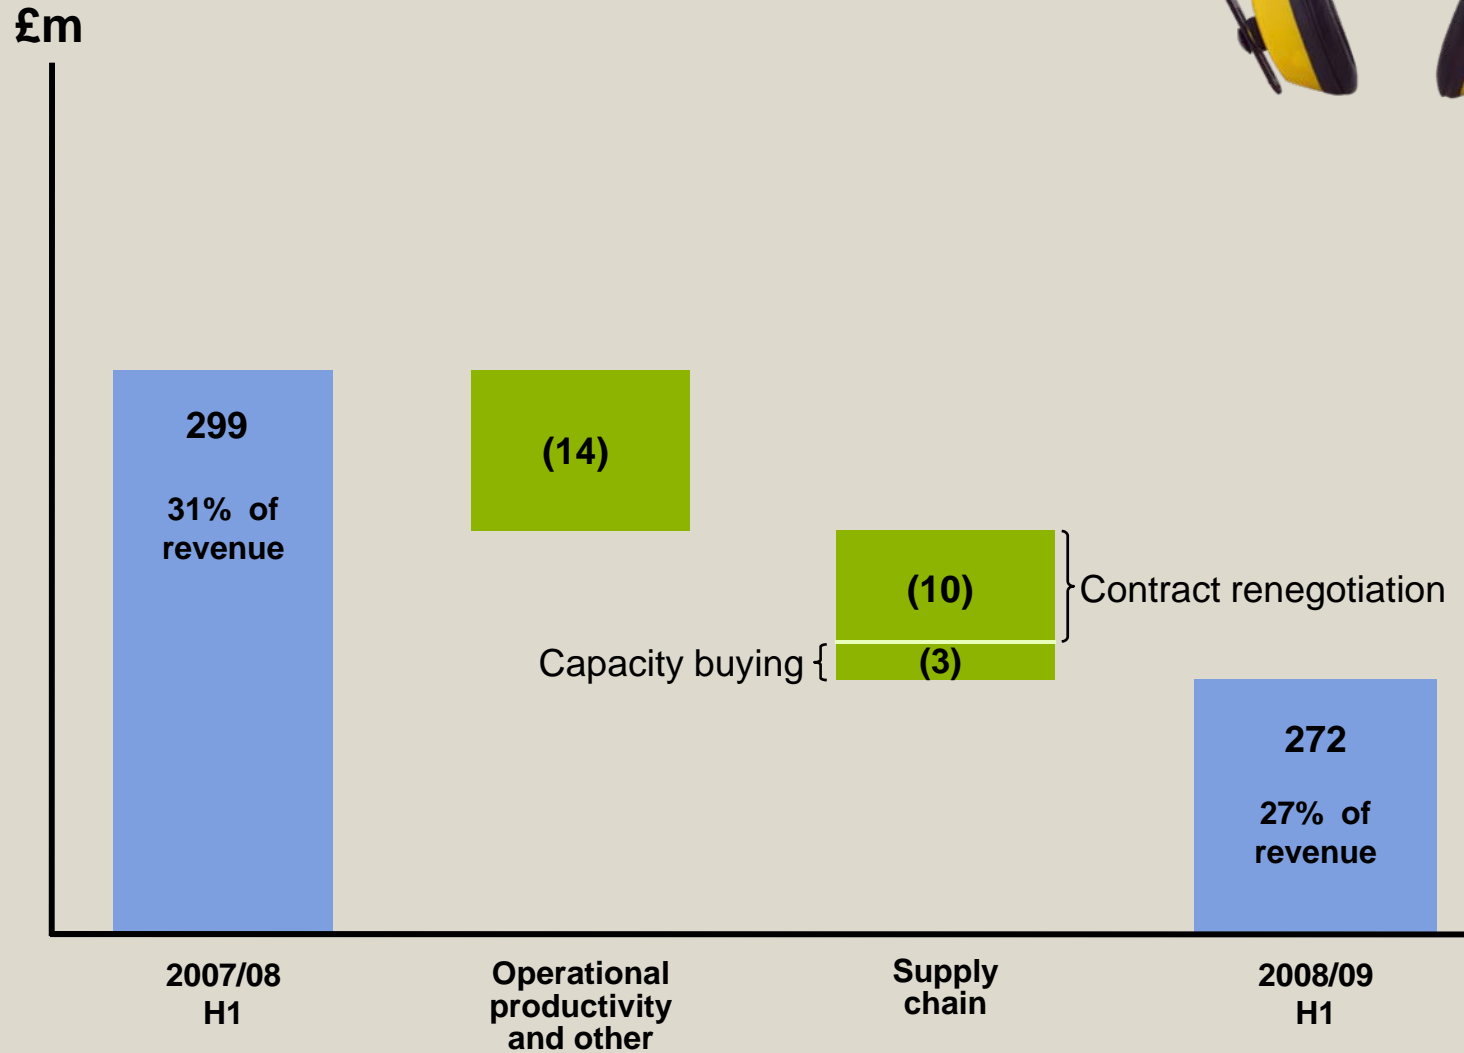 £m
299
31% of
revenue
(14)
(10)
Contract renegotiation
Capacity buying
(3)
272
27% of
revenue
2007/08
H1
Operational
productivity
and other
Supply
chain
2008/09
H1